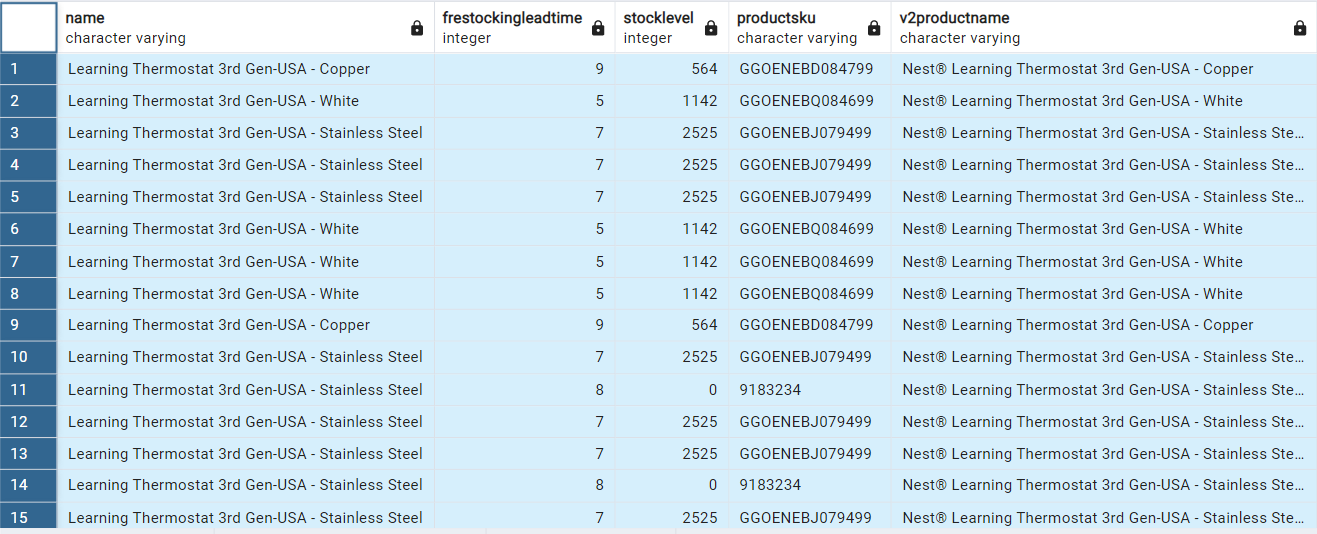 name frestockingleadtime stocklevel productsku v2productname
character varying integer integer character varying character varying
1 Learning Thermostat 3rd Gen-USA - Copper 9 564 GGOENEBD084799 Nest® Learning Thermostat 3rd Gen-USA - Copper
2 Learning Thermostat 3rd Gen-USA - White 5 1142 GGOENEBQ084699 Nest® Learning Thermostat 3rd Gen-USA - White
3 Learning Thermostat 3rd Gen-USA - Stainless Steel 7 2525 GGOENEBJ079499 Nest® Learning Thermostat 3rd Gen-USA - Stainless Ste...
4 Learning Thermostat 3rd Gen-USA - Stainless Steel 7 2525 GGOENEBJ079499 Nest® Learning Thermostat 3rd Gen-USA - Stainless Ste...
5 Learning Thermostat 3rd Gen-USA - Stainless Steel 7 2525 GGOENEBJ079499 Nest® Learning Thermostat 3rd Gen-USA - Stainless Ste...
6 Learning Thermostat 3rd Gen-USA - White 5 1142 GGOENEBQ084699 Nest® Learning Thermostat 3rd Gen-USA - White
7 Learning Thermostat 3rd Gen-USA - White 5 1142 GGOENEBQ084699 Nest® Learning Thermostat 3rd Gen-USA - White
8 Learning Thermostat 3rd Gen-USA - White 5 1142 GGOENEBQ084699 Nest® Learning Thermostat 3rd Gen-USA - White
9 Learning Thermostat 3rd Gen-USA - Copper 9 564 GGOENEBD084799 Nest® Learning Thermostat 3rd Gen-USA - Copper
10 Learning Thermostat 3rd Gen-USA - Stainless Steel 7 2525 GGOENEBJ079499 Nest® Learning Thermostat 3rd Gen-USA - Stainless Ste...
11 Learning Thermostat 3rd Gen-USA - Stainless Steel 8 0 9183234 Nest® Learning Thermostat 3rd Gen-USA - Stainless Ste...
12 Learning Thermostat 3rd Gen-USA - Stainless Steel 7 2525 GGOENEBJ079499 Nest® Learning Thermostat 3rd Gen-USA - Stainless Ste...
13 Learning Thermostat 3rd Gen-USA - Stainless Steel 7 2525 GGOENEBJ079499 Nest® Learning Thermostat 3rd Gen-USA - Stainless Ste...
14 Learning Thermostat 3rd Gen-USA - Stainless Steel 8 0 9183234 Nest® Learning Thermostat 3rd Gen-USA - Stainless Ste...
15 Learning Thermostat 3rd Gen-USA - Stainless Steel 7 2525 GGOENEBJ079499 Nest® Learning Thermostat 3rd Gen-USA - Stainless Ste...